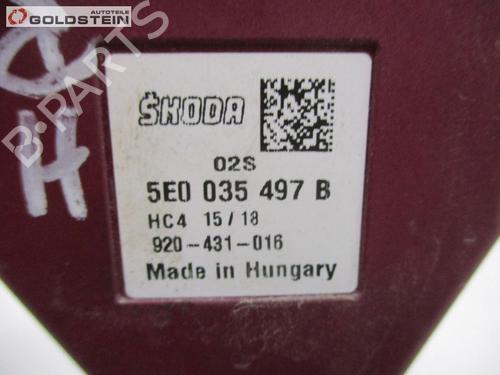 AUTOTEILE
GOLDSTEIN
B-PARTS
H
ŠKODA
02S
5E0 035 497 B
HC4 15/18
920-431-016
Made in Hungary